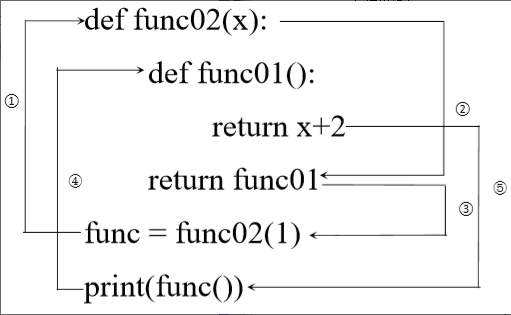 def func02(x):
def func01():
①
②
return x+2
④
return func01
⑤
③
func = func02(1)
print(func())